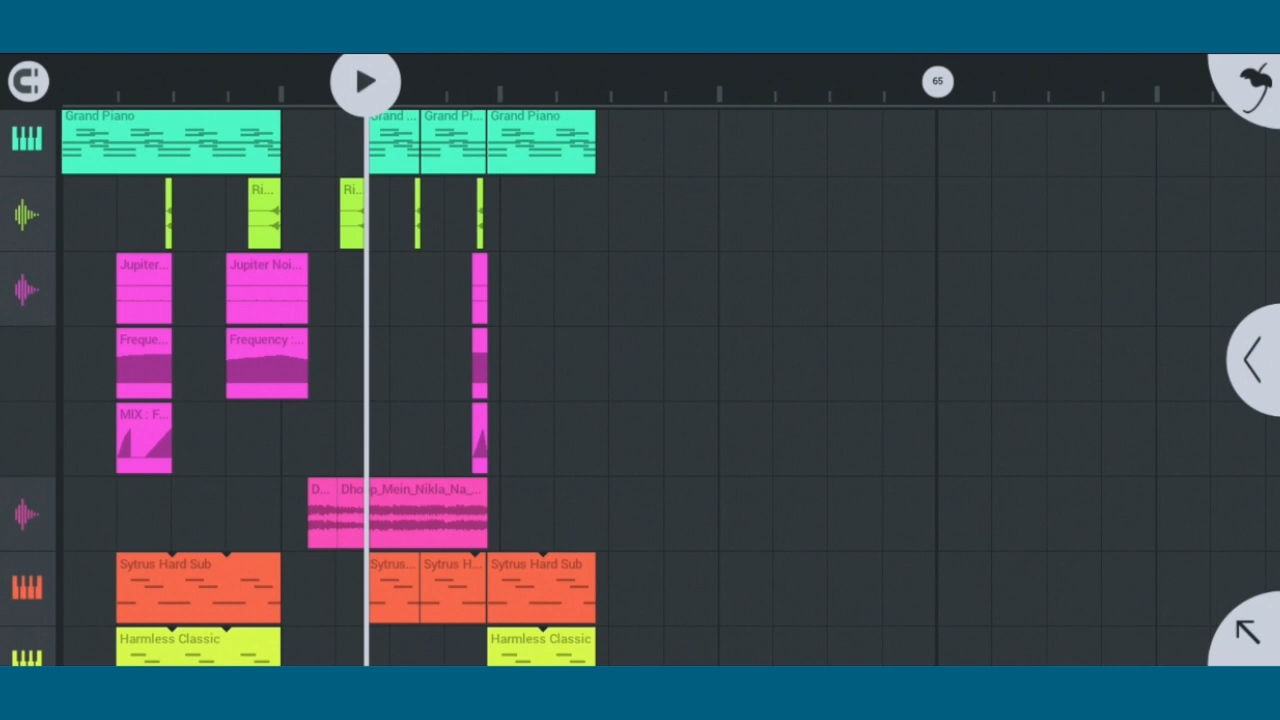 65
Grand Piano
Grand ...
Grand Pi...
Grand Piano
Ri...
Ri...
Jupiter...
Jupiter Noi...
Freque...
Frequency :...
MIX : F...
D...
Dhoop_Mein_Nikla_Na_...
Sytrus Hard Sub
Sytrus...
Sytrus H...
Sytrus Hard Sub
Harmless Classic
Harmless Classic